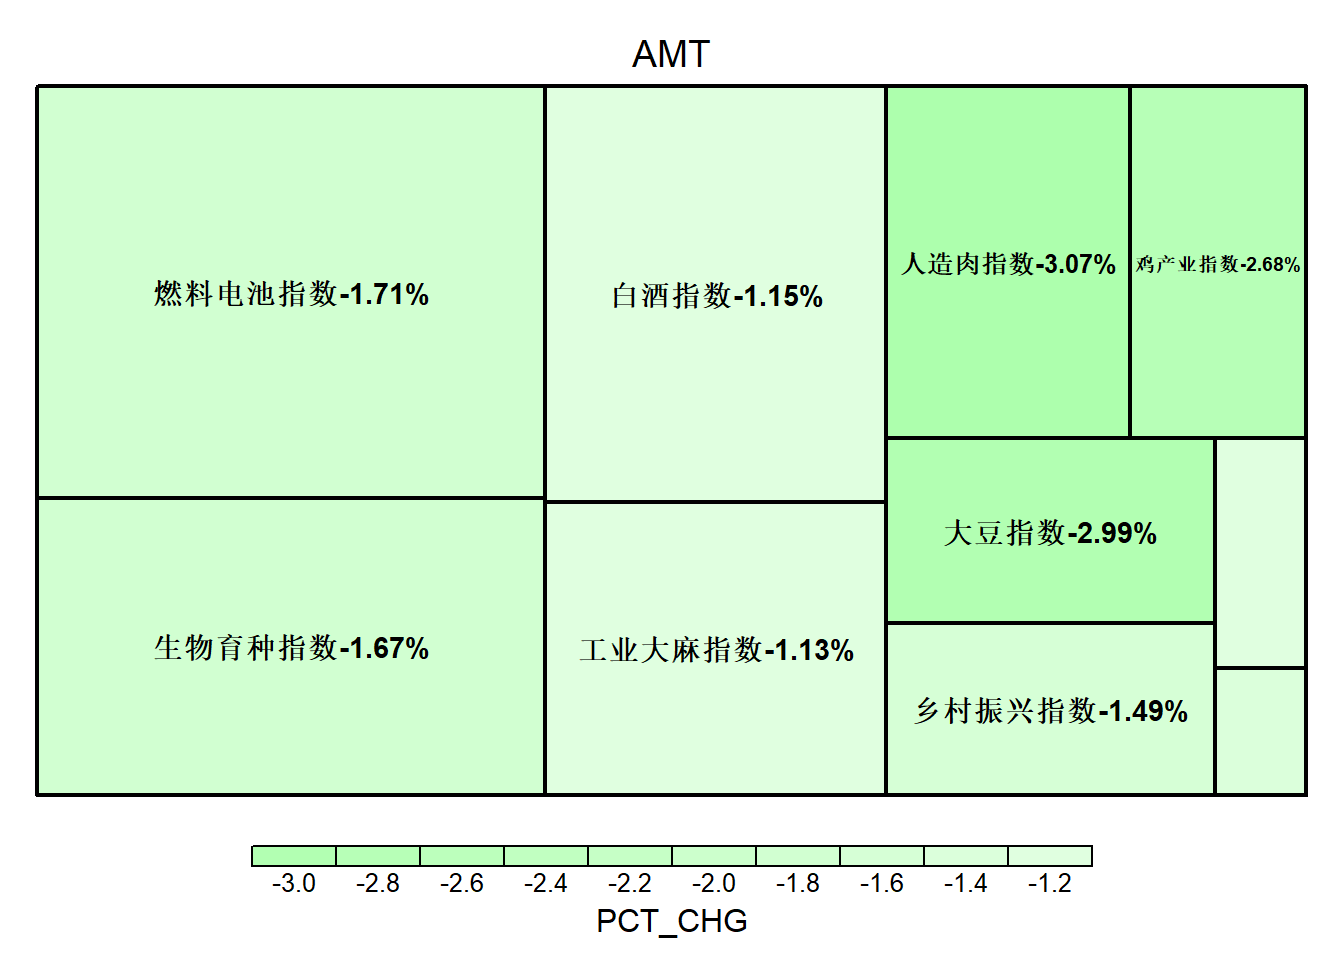 AMT
燃料电池指数-1.71%
白酒指数-1.15%
人造肉指数-3.07%
鸡产业指数-2.68%
大豆指数-2.99%
生物育种指数-1.67%
工业大麻指数-1.13%
乡村振兴指数-1.49%
-3.0 -2.8 -2.6 -2.4 -2.2 -2.0 -1.8 -1.6 -1.4 -1.2
PCT_CHG